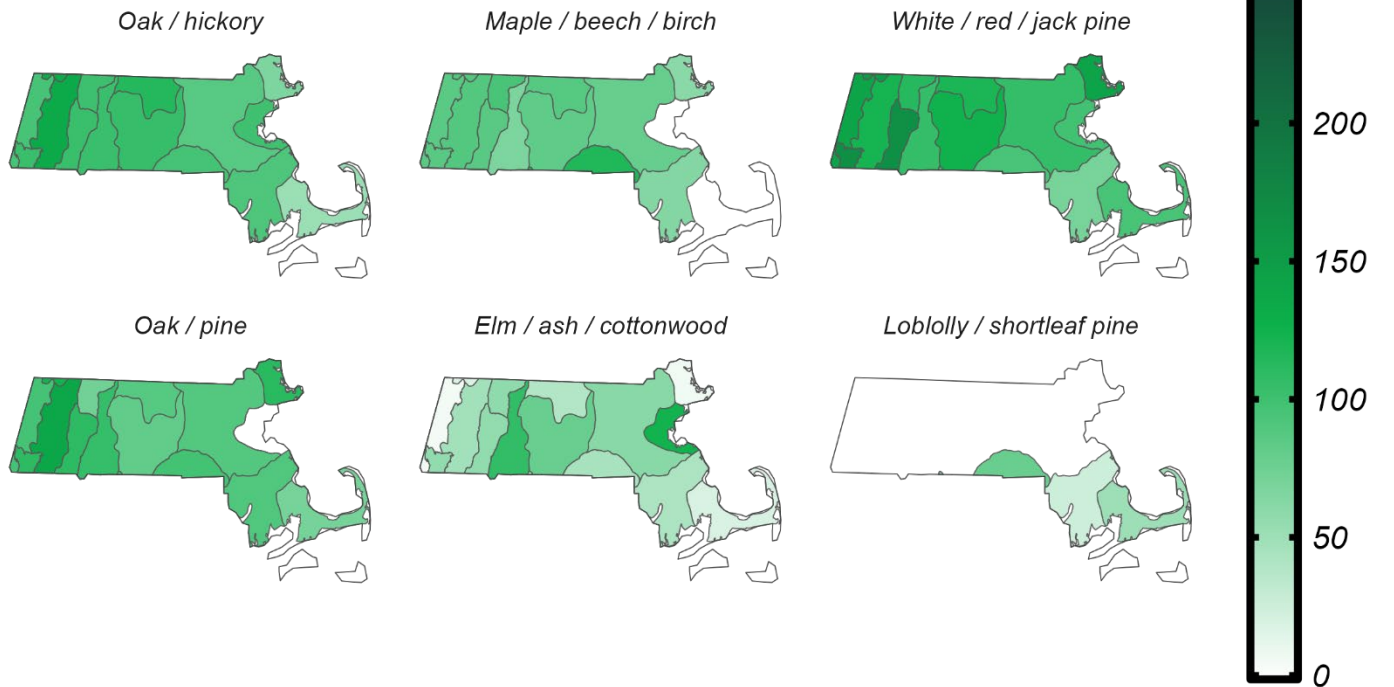 Oak / hickory
Maple / beech / birch
White / red / jack pine
Oak / pine
Elm / ash / cottonwood
Loblolly / shortleaf pine
200
150
100
50
0